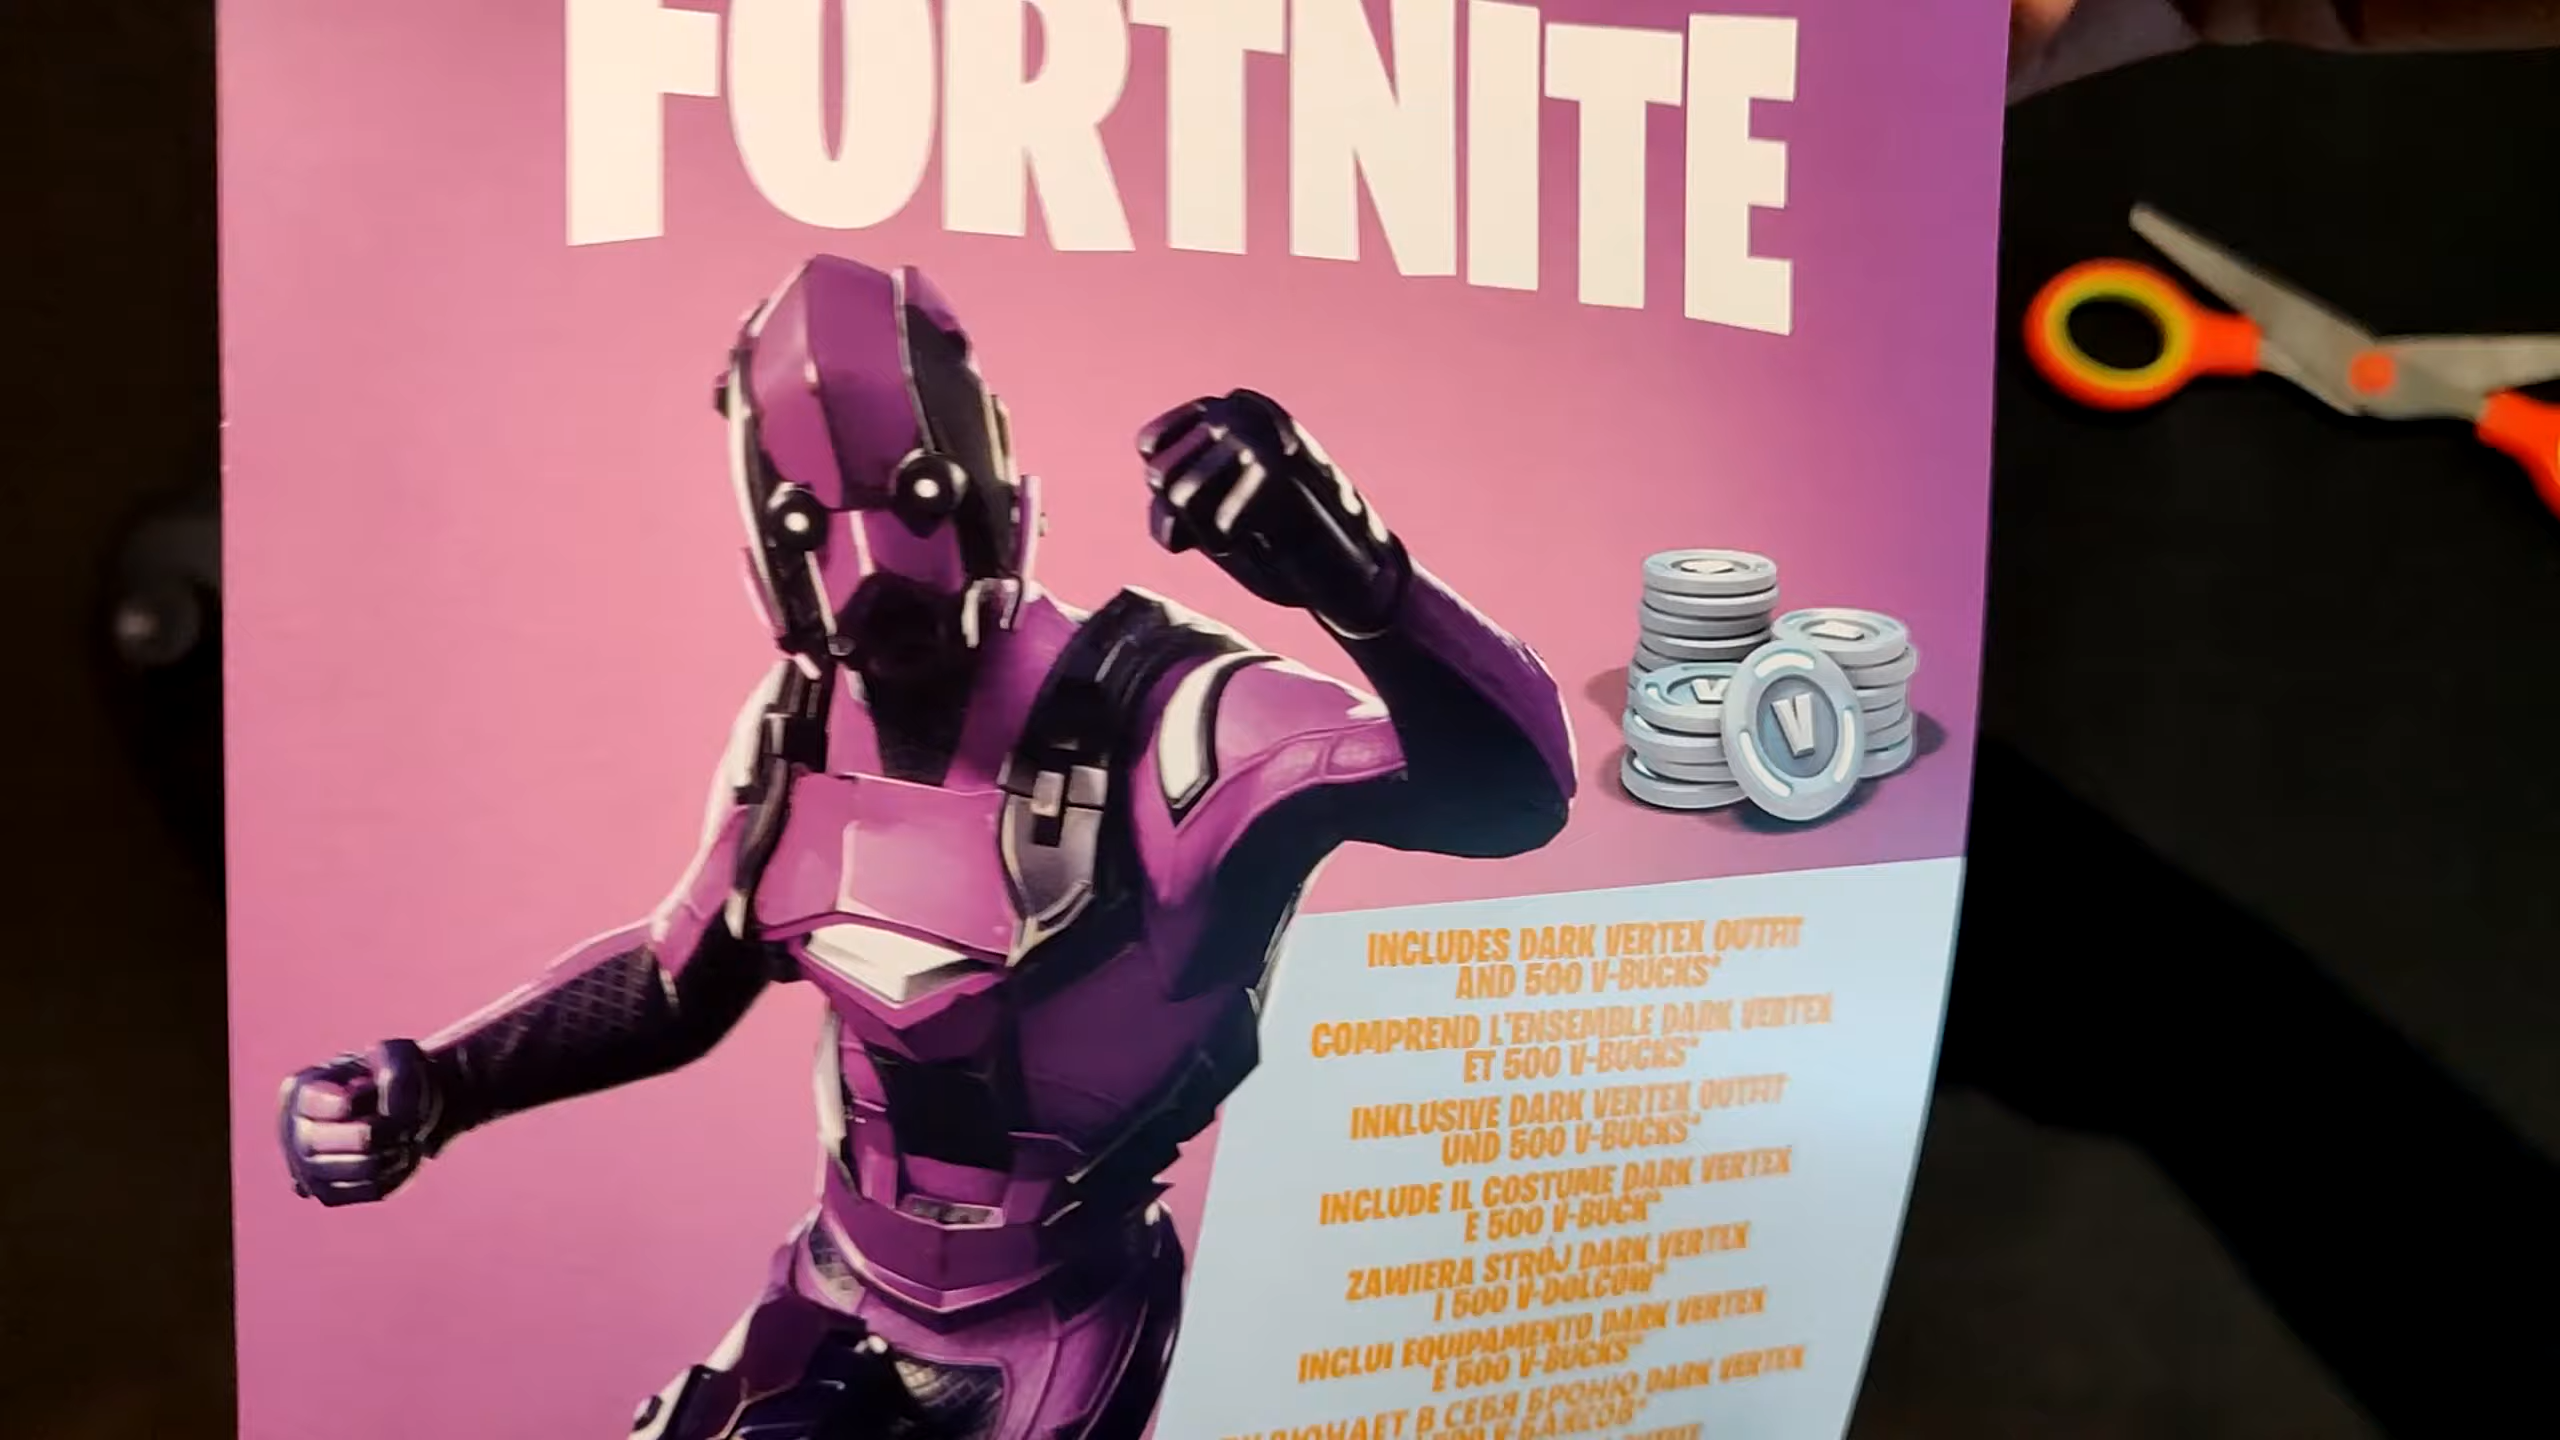 FORTNITE
V
INCLUDES DARK VERTEX OUTFIT
AND 500 V-BUCKS*
COMPREND L'ENSEMBLE DARK VERTEX
ET 500 V-BUCKS*
INKLUSIVE DARK VERTEX OUTFIT
UND 500 V-BUCKS*
INCLUDE IL COSTUME DARK VERTEX
E 500 V-BUCK*
ZAWIERA STRÓJ DARK VERTEX
I 500 V-DOLCÓW*
INCLUI EQUIPAMENTO DARK VERTEX
E 500 V-BUCKS*
В СЕБЯ БРОНЮ DARK VERTEX